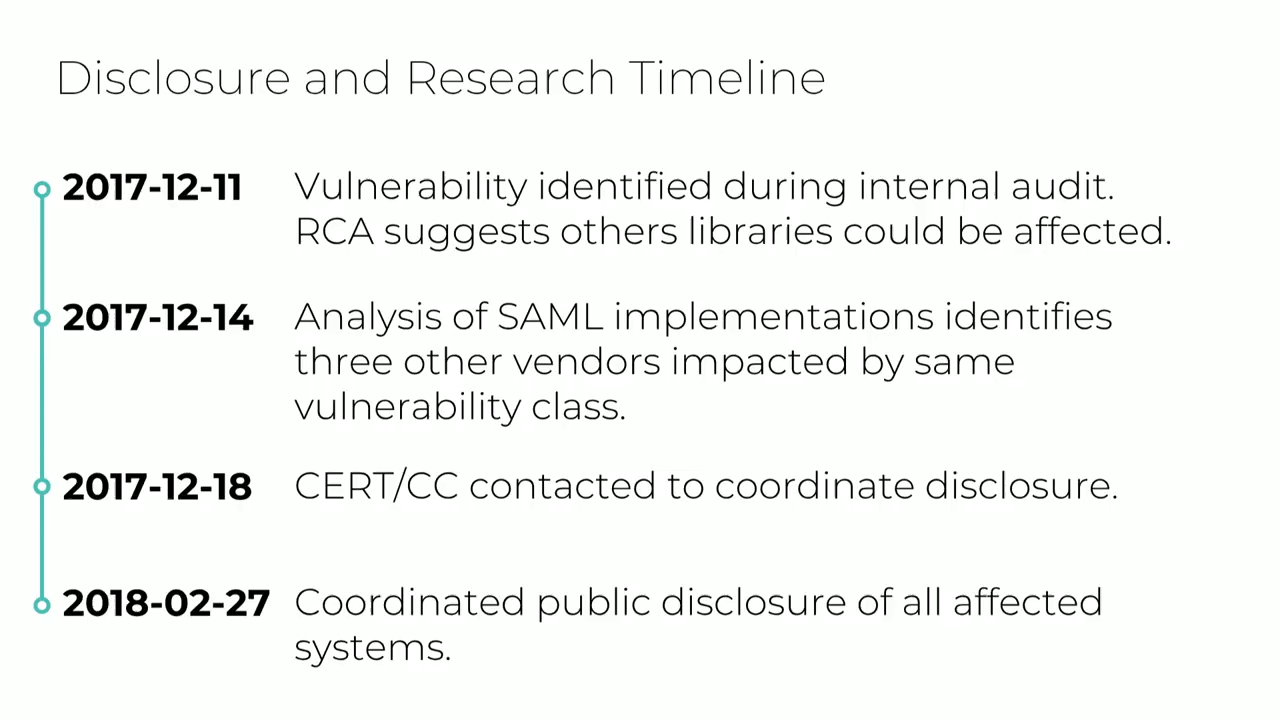 Disclosure and Research Timeline
2017-12-11 Vulnerability identified during internal audit.
RCA suggests others libraries could be affected.
2017-12-14 Analysis of SAML implementations identifies
three other vendors impacted by same
vulnerability class.
2017-12-18 CERT/CC contacted to coordinate disclosure.
2018-02-27 Coordinated public disclosure of all affected
systems.